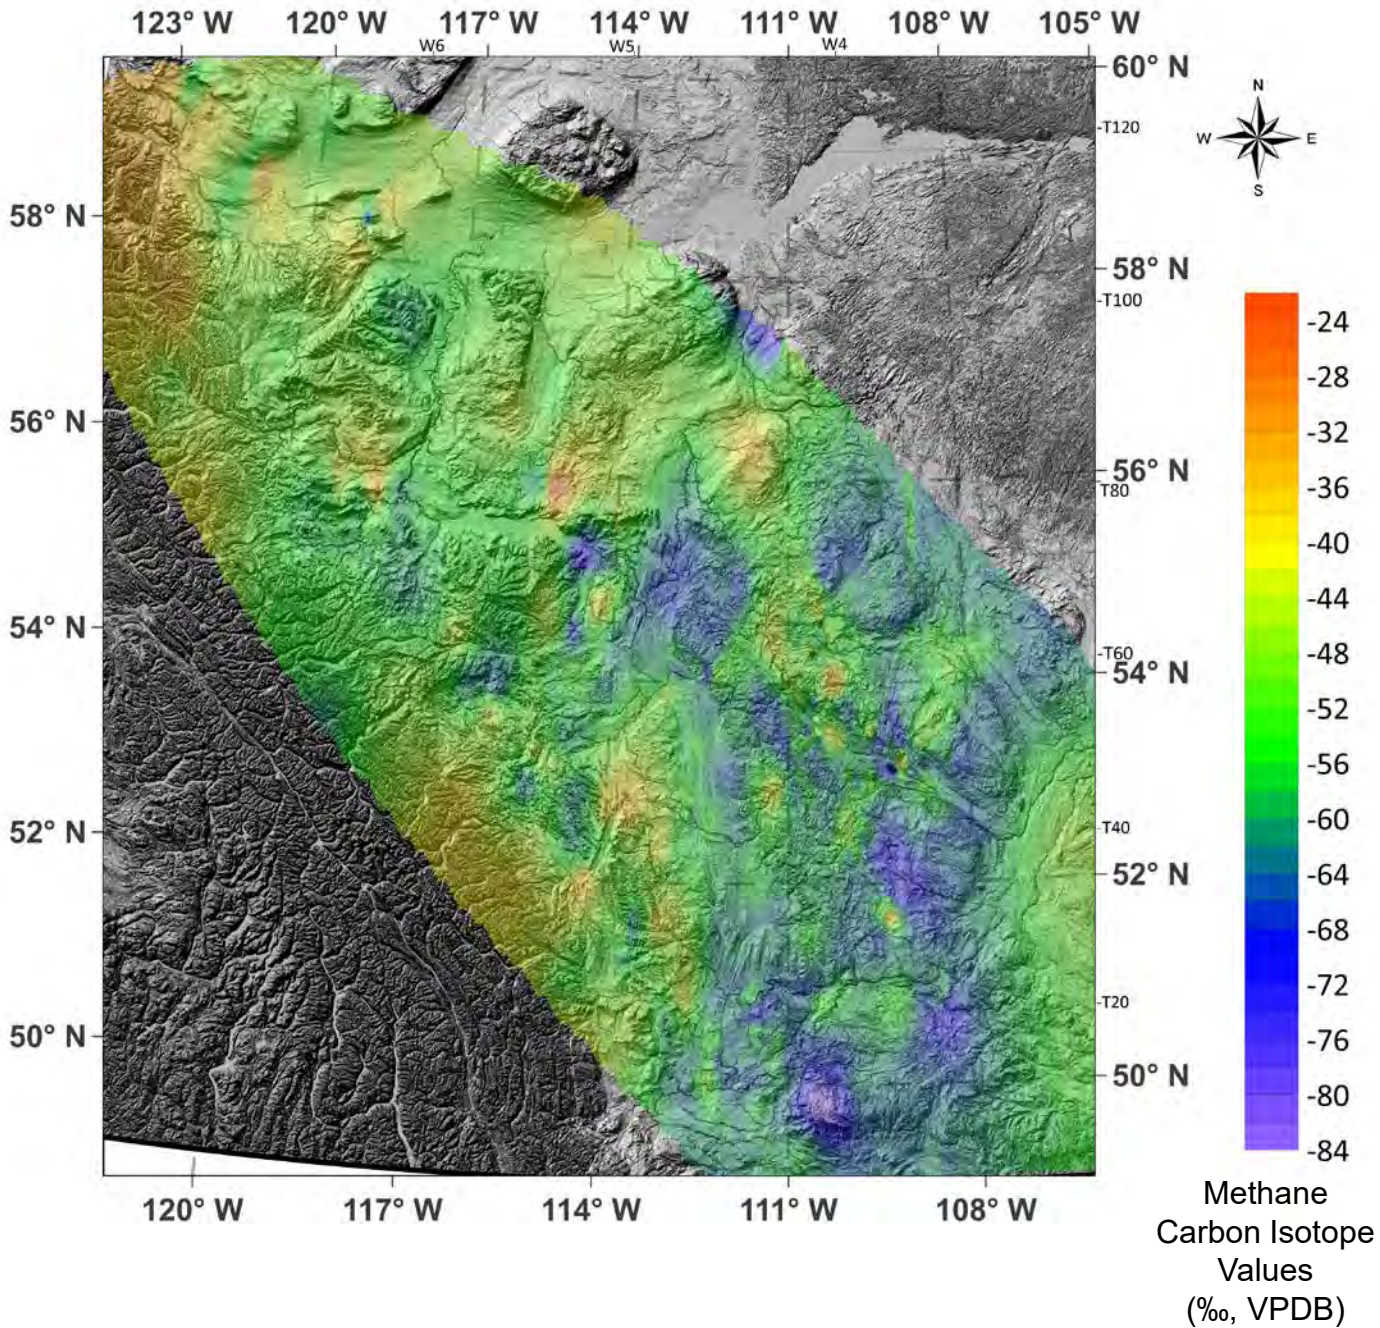 123° W 120° W 117° W 114° W 111° W 108° W 105° W
W6 W5 W4
60° N
N
W E
S
-T120
58° N
58° N
-T100
56° N
56° N
T80
54° N
-T60
54° N
52° N
-T40
52° N
-T20
50° N
50° N
120° W 117° W 114° W 111° W 108° W
-24
-28
-32
-36
-40
-44
-48
-52
-56
-60
-64
-68
-72
-76
-80
-84
Methane
Carbon Isotope
Values
(‰, VPDB)